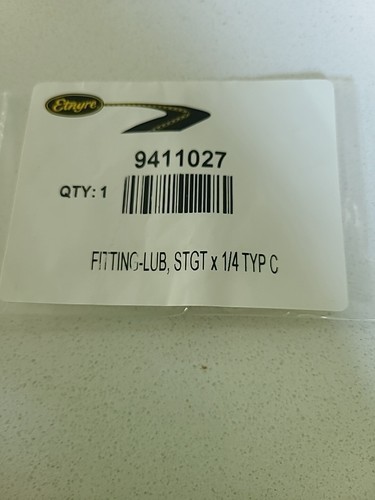 Etnyre
9411027
QTY: 1
FITTING-LUB, STGT x 1/4 TYP C